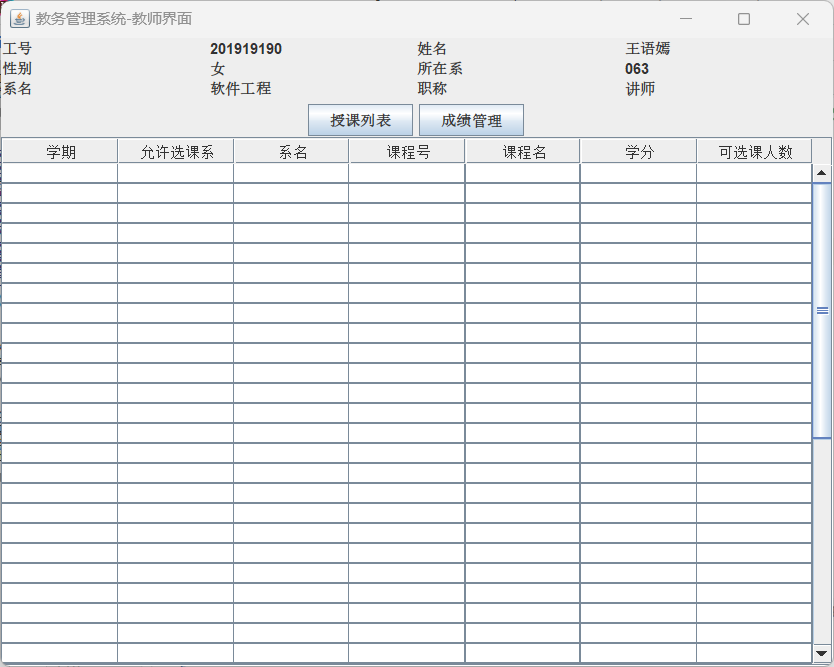 教务管理系统-教师界面
工号 201919190 姓名 王语嫣
性别 女 所在系 063
系名 软件工程 职称 讲师
授课列表 成绩管理
学期 允许选课系 系名 课程号 课程名 学分 可选课人数